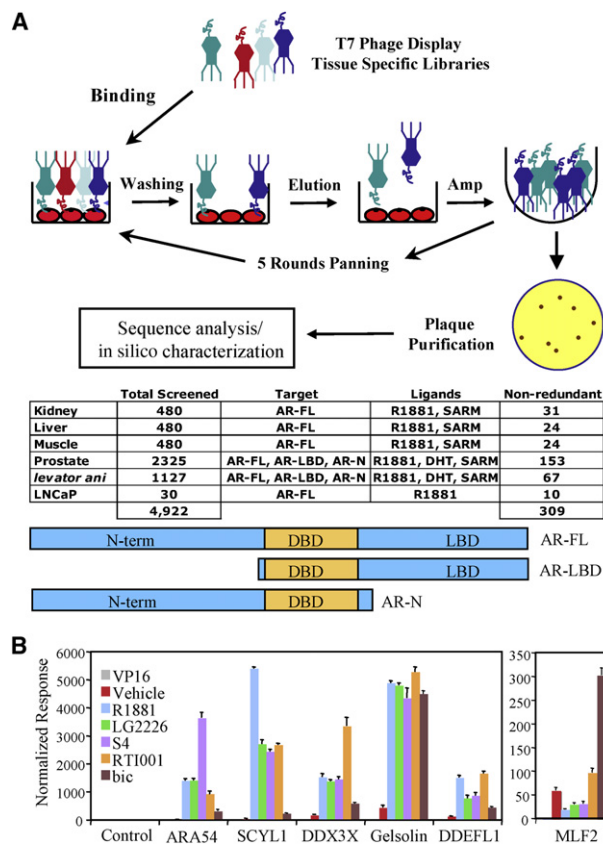 A
T7 Phage Display
Tissue Specific Libraries
Binding
Washing
Elution
Amp
5 Rounds Panning
Sequence analysis/
in silico characterization
Plaque
Purification
Total Screened Target Ligands Non-redundant
Kidney 480 AR-FL R1881, SARM 31
Liver 480 AR-FL R1881, SARM 24
Muscle 480 AR-FL R1881, SARM 24
Prostate 2325 AR-FL, AR-LBD, AR-N R1881, DHT, SARM 153
levator ani 1127 AR-FL, AR-LBD, AR-N R1881, DHT, SARM 67
LNCaP 30 AR-FL R1881 10
4,922 309
N-term DBD LBD AR-FL
DBD LBD AR-LBD
N-term DBD AR-N
B
Normalized Response
6000
5000
4000
3000
2000
1000
0
VP16
Vehicle
R1881
LG2226
S4
RTI001
bic
350
300
250
200
150
100
50
0
Control ARA54 SCYL1 DDX3X Gelsolin DDEFL1 MLF2